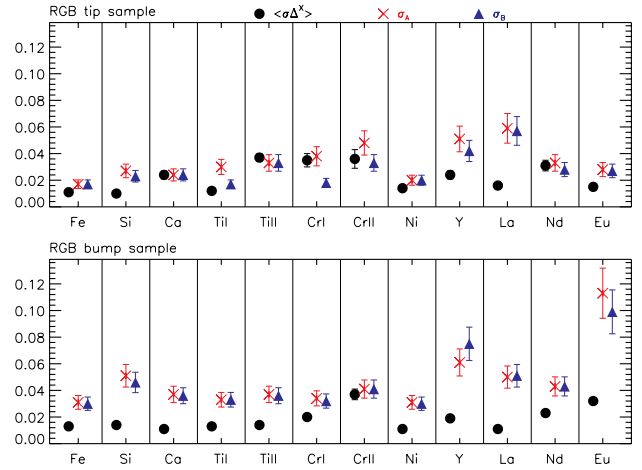 RGB tip sample
<σΔˣ> σ_A σ_B
0.12
0.10
0.08
0.06
0.04
0.02
0.00
Fe Si Ca TiI TiII CrI CrII Ni Y La Nd Eu
RGB bump sample
0.12
0.10
0.08
0.06
0.04
0.02
0.00
Fe Si Ca TiI TiII CrI CrII Ni Y La Nd Eu